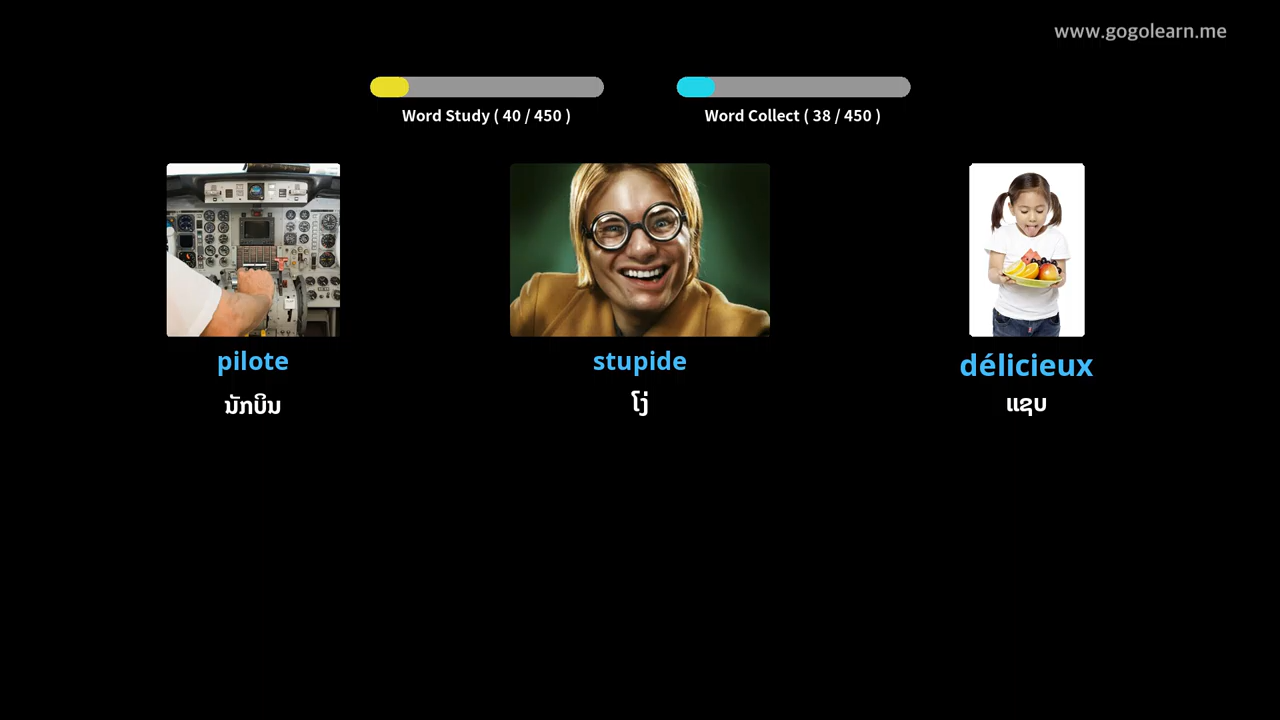 www.gogolearn.me
Word Study ( 40 / 450 )
Word Collect ( 38 / 450 )
pilote
stupide
délicieux
ນັກບິນ
ໂງ່
ແຊບ